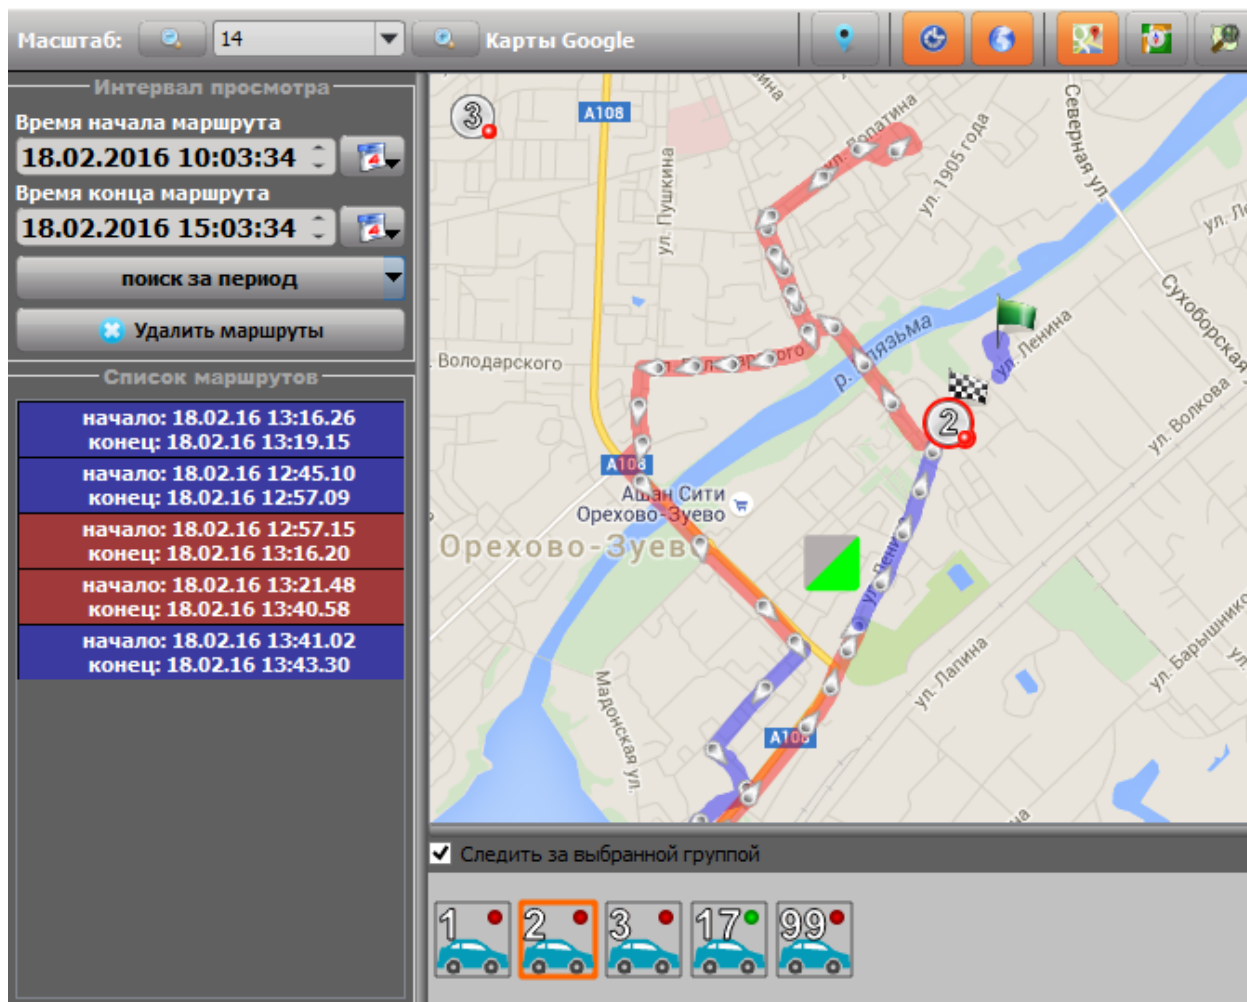 Масштаб:
14
Карты Google
Интервал просмотра
Время начала маршрута
18.02.2016 10:03:34
Время конца маршрута
18.02.2016 15:03:34
поиск за период
Удалить маршруты
Список маршрутов
начало: 18.02.16 13:16.26
конец: 18.02.16 13:19.15
начало: 18.02.16 12:45.10
конец: 18.02.16 12:57.09
начало: 18.02.16 12:57.15
конец: 18.02.16 13:16.20
начало: 18.02.16 13:21.48
конец: 18.02.16 13:40.58
начало: 18.02.16 13:41.02
конец: 18.02.16 13:43.30
3
А108
ул. Лопатина
ул. 1905 года
Северная ул.
ул. Пушкина
Сухоборская
Володарского
р. Клязьма
ул. Ленина
ул. Волкова
2
А108
Ашан Сити
Орехово-Зуево
Орехово-Зуево
ул. Ленина
ул. Лапина
ул. Барышнико
Мадонская ул.
А108
Следить за выбранной группой
1
2
3
17
99